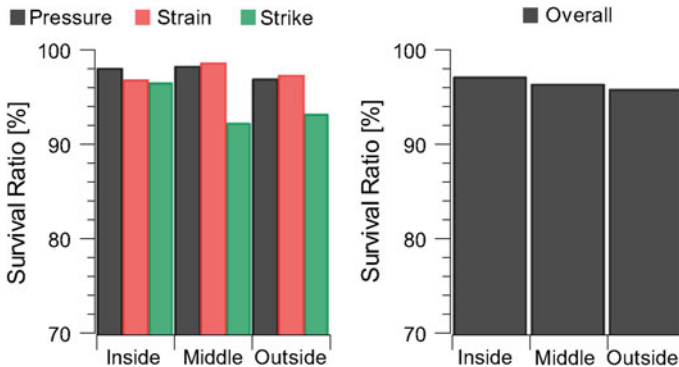 Pressure Strain Strike
Survival Ratio [%]
100
90
80
70
Inside Middle Outside
Overall
Survival Ratio [%]
100
90
80
70
Inside Middle Outside